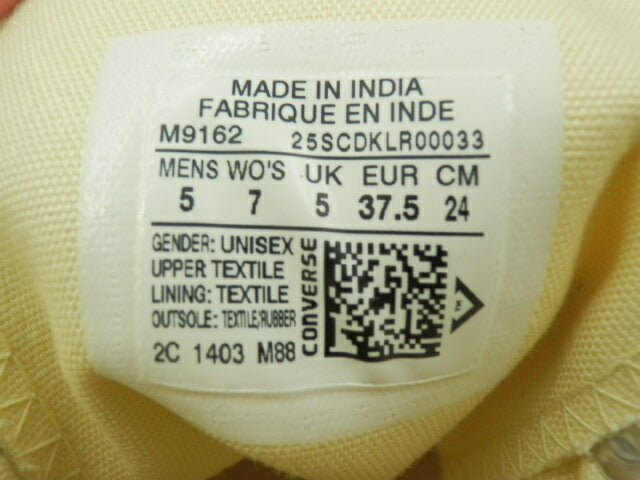 MADE IN INDIA
FABRIQUE EN INDE
M9162 25SCDKLR00033
MENS WO'S UK EUR CM
5 7 5 37.5 24
GENDER: UNISEX
UPPER TEXTILE
LINING: TEXTILE
OUTSOLE: TEXTILE/RUBBER
2C 1403 M88
CONVERSE
TM